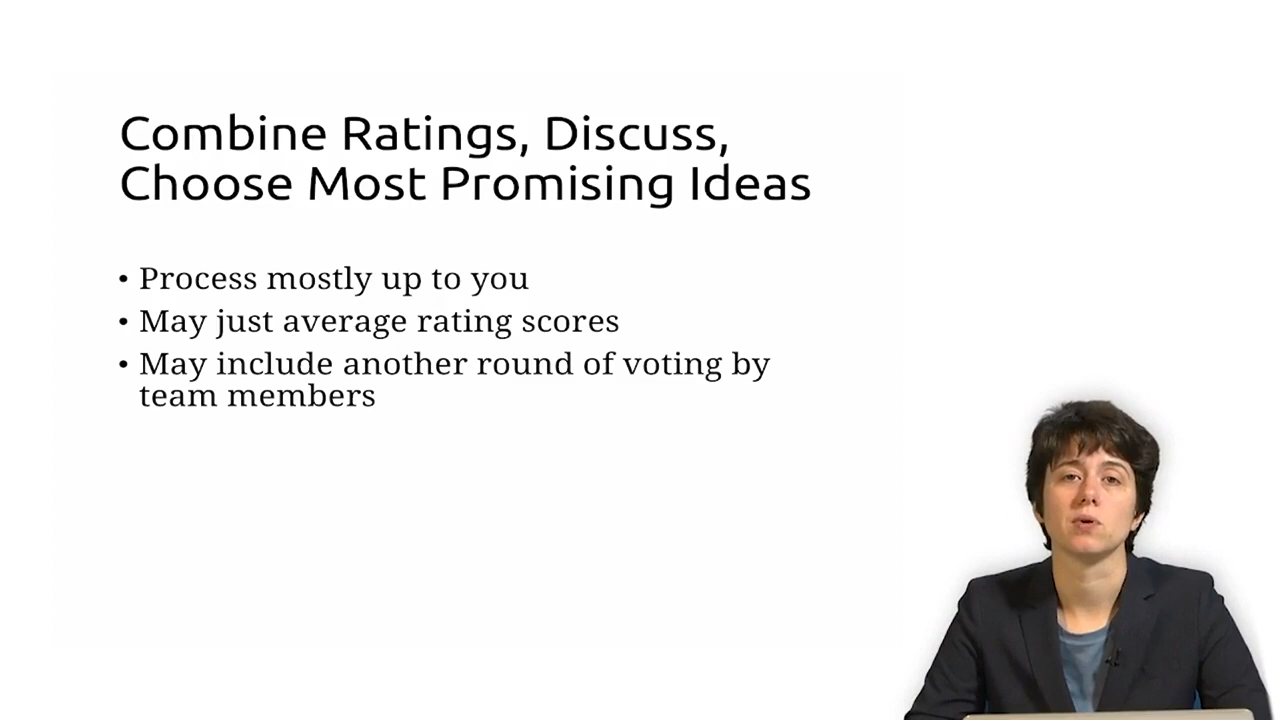 Combine Ratings, Discuss,
Choose Most Promising Ideas
• Process mostly up to you
• May just average rating scores
• May include another round of voting by
team members